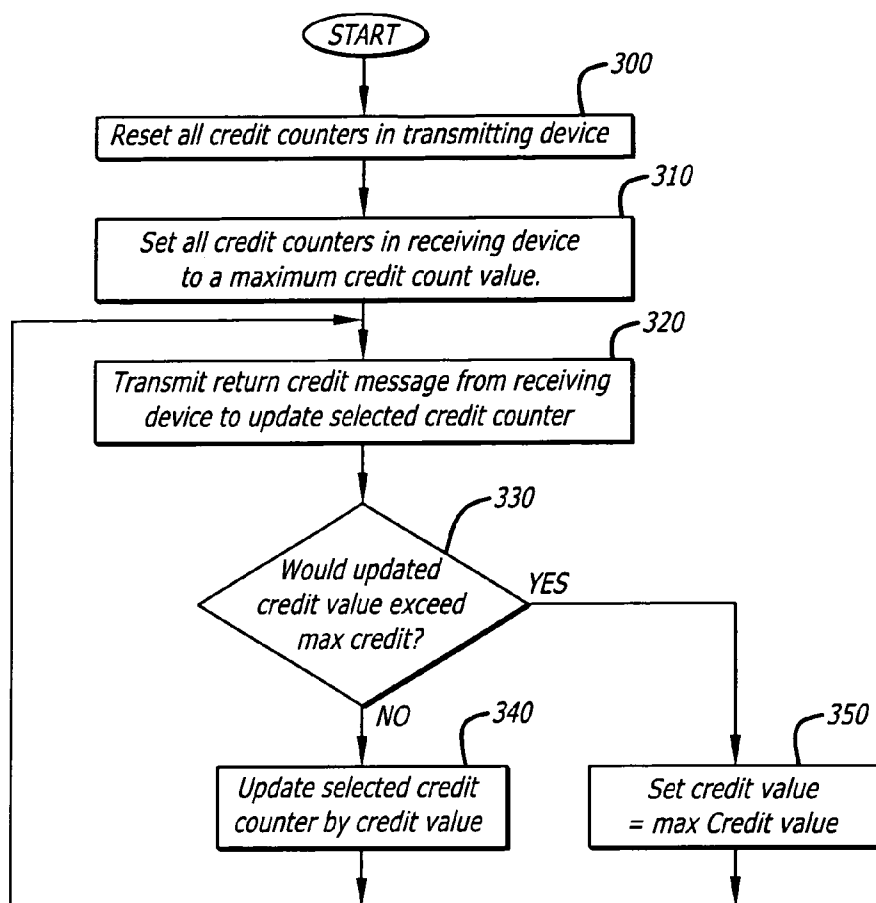 START
300
Reset all credit counters in transmitting device
310
Set all credit counters in receiving device
to a maximum credit count value.
320
Transmit return credit message from receiving
device to update selected credit counter
330
Would updated
credit value exceed
max credit?
YES
NO
340
Update selected credit
counter by credit value
350
Set credit value
= max Credit value